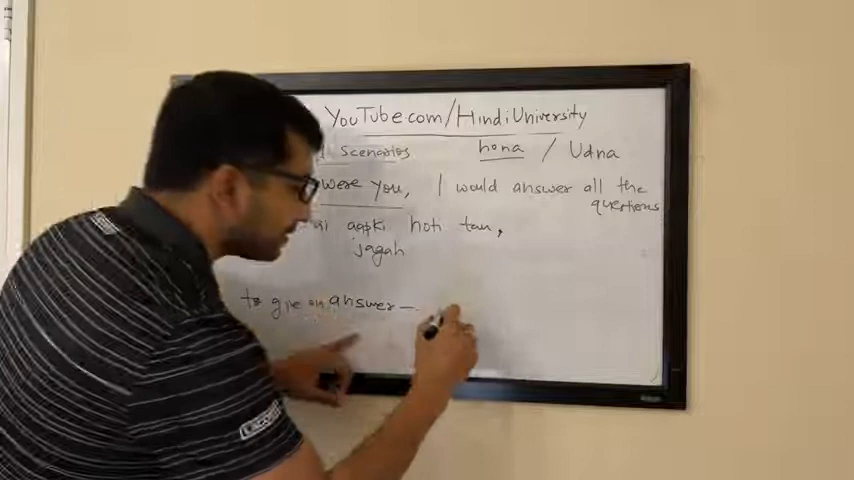 YouTube.com/HindiUniversity
scenarios hona / Udna
were you, I would answer all the
questions
aapki hoti tau,
jagah
to give an answer —
LACOSTE